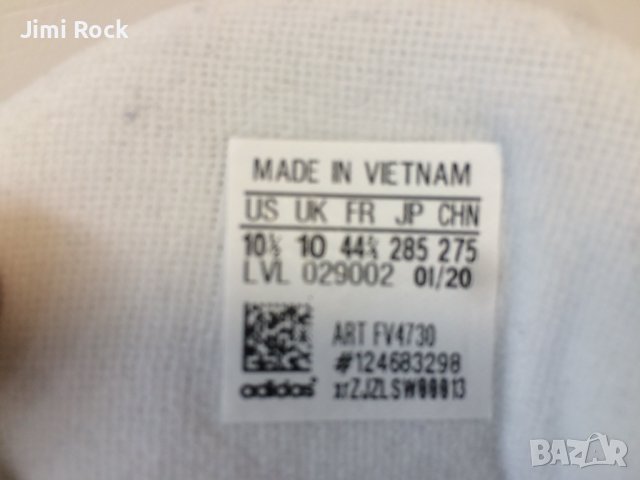 Jimi Rock
MADE IN VIETNAM
US UK FR JP CHN
10½ 10 44⅔ 285 275
LVL 029002 01/20
ART FV4730
#124683298
adidas
BAZAR